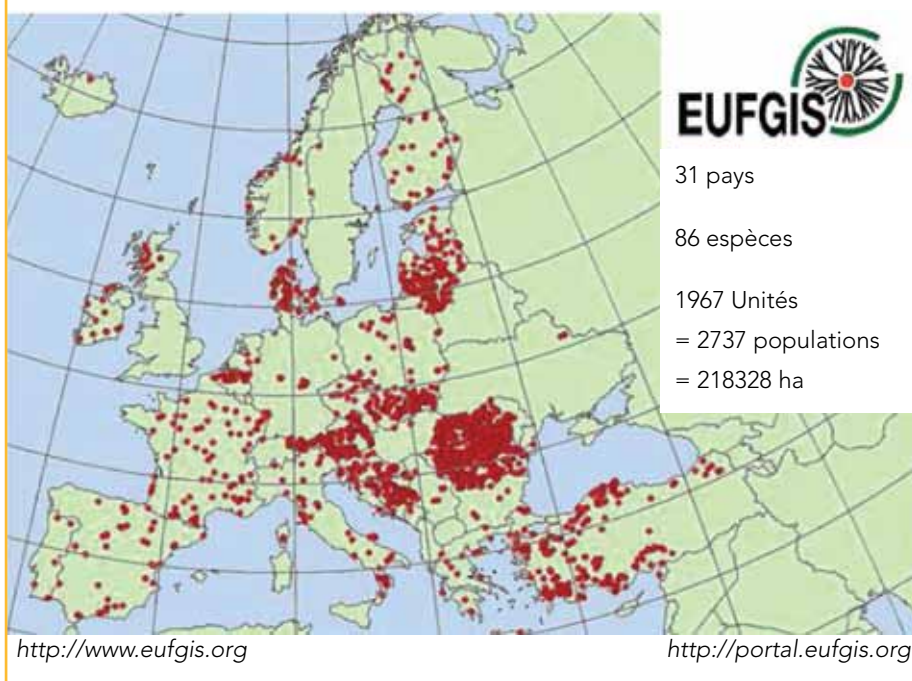 EUFGIS
31 pays
86 espèces
1967 Unités
= 2737 populations
= 218328 ha
http://www.eufgis.org
http://portal.eufgis.org